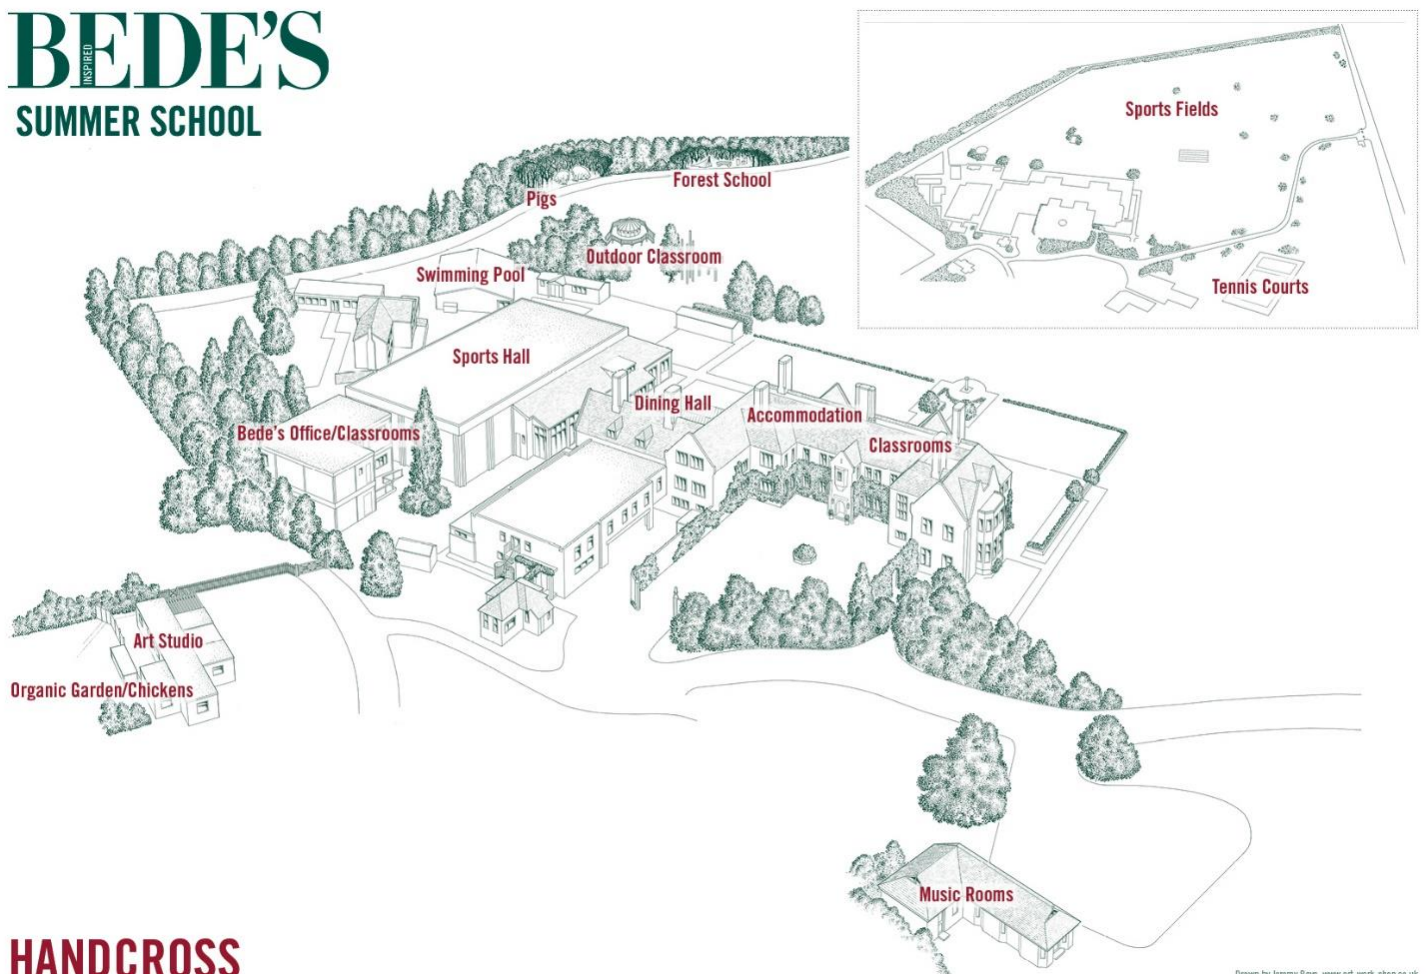 BEDE'S
INSPIRED
SUMMER SCHOOL
Sports Fields
Forest School
Pigs
Outdoor Classroom
Swimming Pool
Tennis Courts
Sports Hall
Dining Hall
Accommodation
Bede's Office/Classrooms
Classrooms
Art Studio
Organic Garden/Chickens
Music Rooms
HANDCROSS